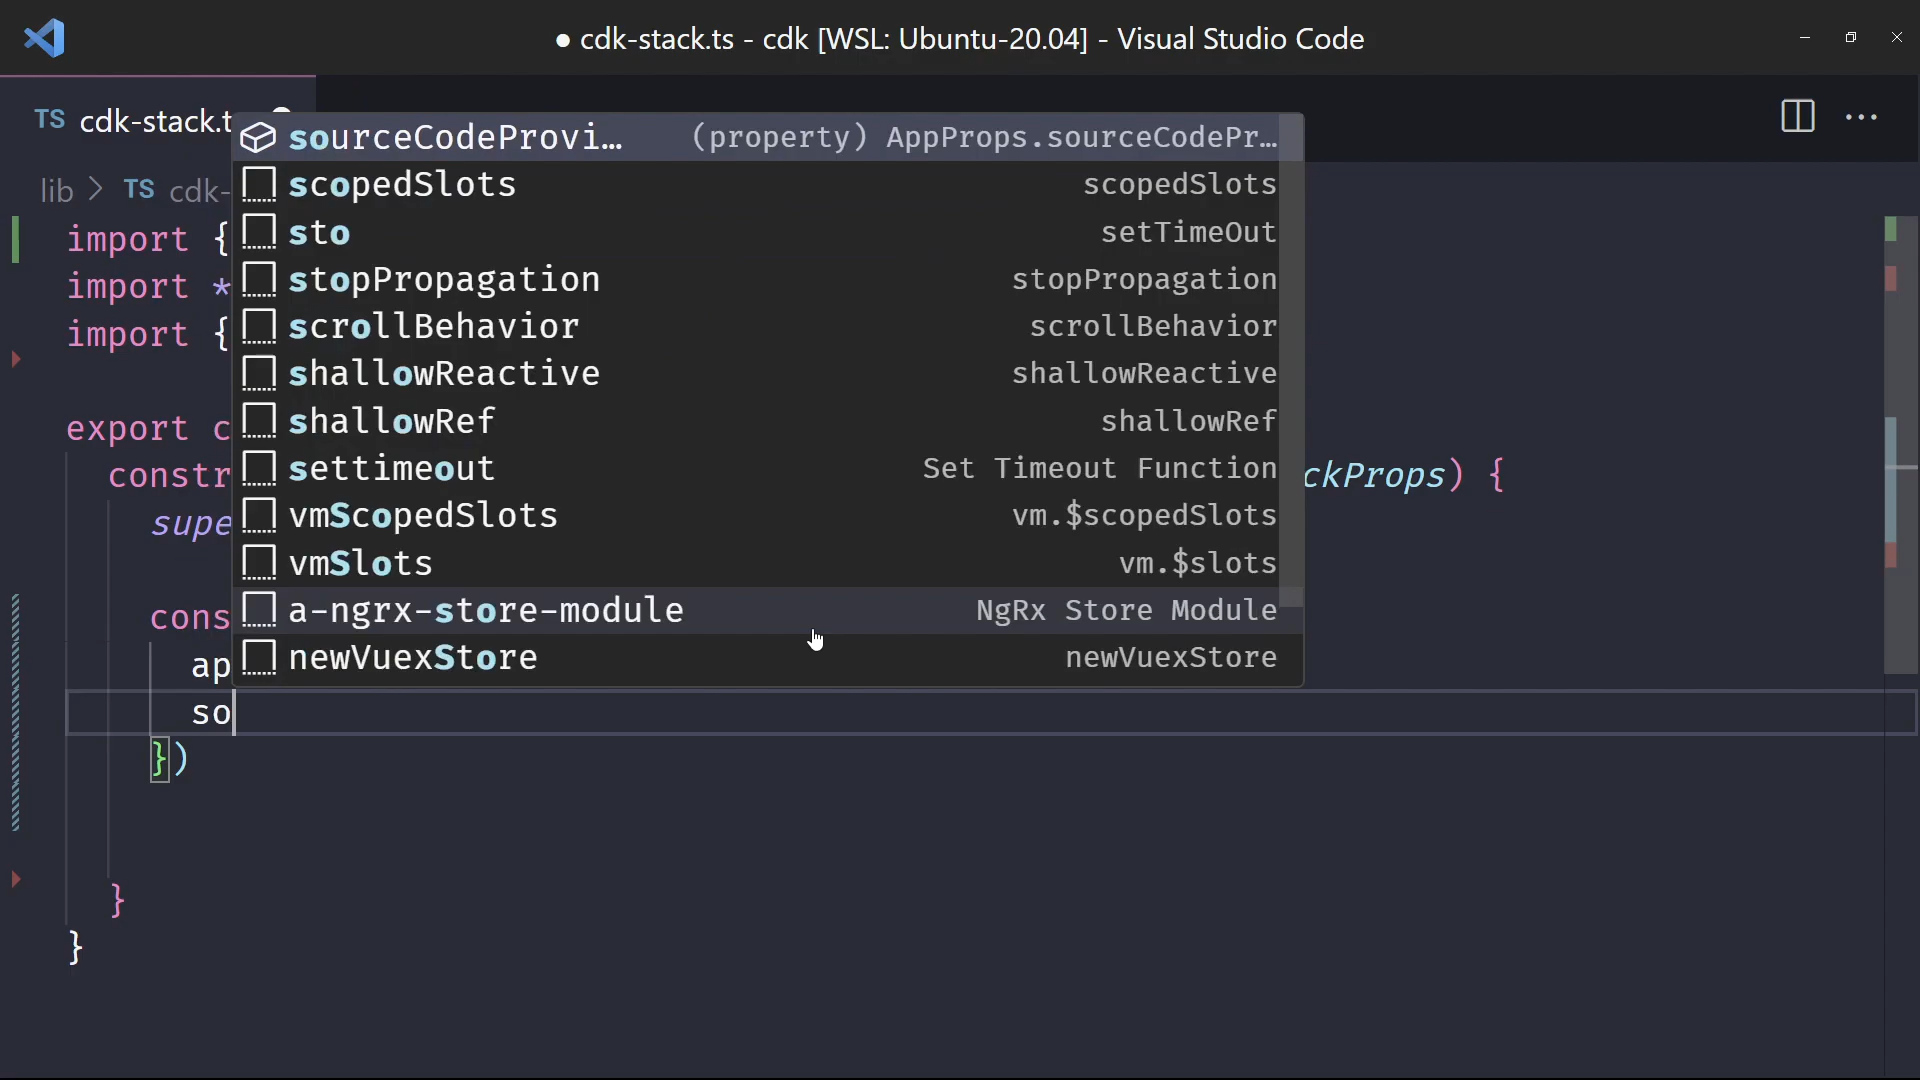 ● cdk-stack.ts - cdk [WSL: Ubuntu-20.04] - Visual Studio Code
TS cdk-stack.t
lib > TS cdk-
sourceCodeProvi… (property) AppProps.sourceCodePr…
scopedSlots scopedSlots
sto setTimeOut
stopPropagation stopPropagation
scrollBehavior scrollBehavior
shallowReactive shallowReactive
shallowRef shallowRef
settimeout Set Timeout Function
vmScopedSlots vm.$scopedSlots
vmSlots vm.$slots
a-ngrx-store-module NgRx Store Module
newVuexStore newVuexStore
import {
import *
import {
export c
constr ckProps) {
supe
cons
ap
so
})
}
}